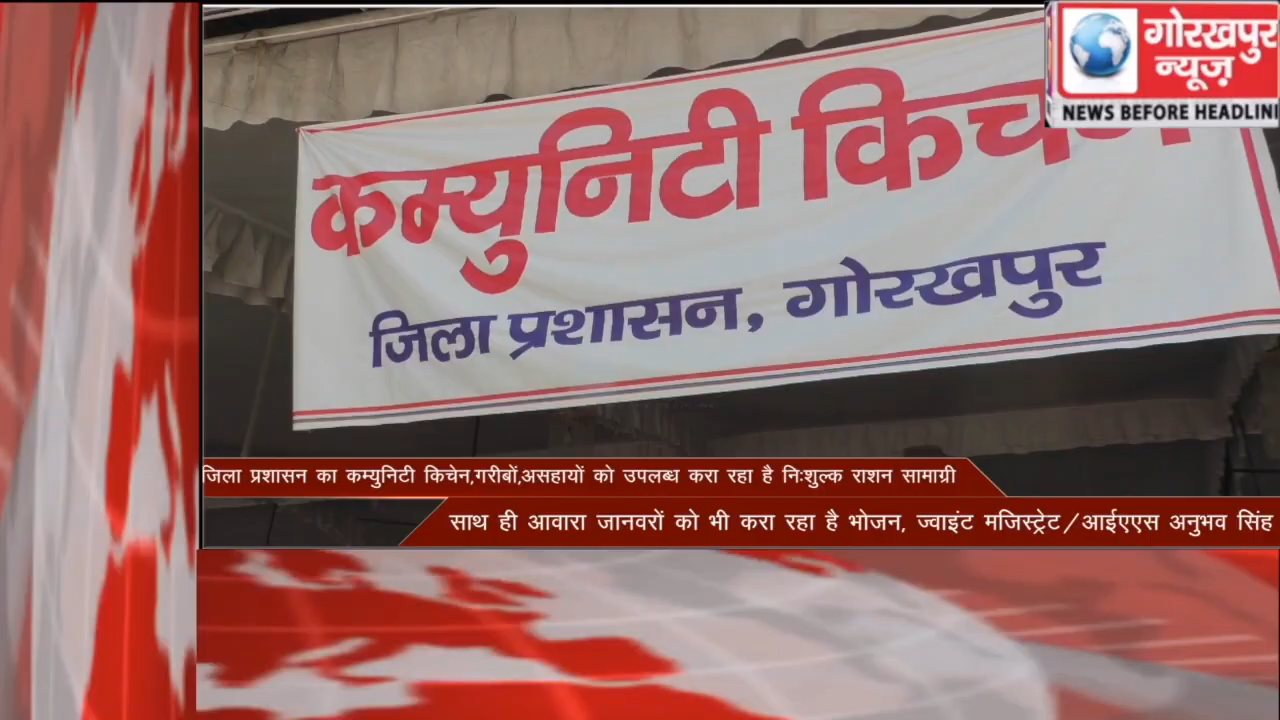 गोरखपुर
न्यूज़
NEWS BEFORE HEADLINI
कम्युनिटी
जिला प्रशासन, गोरखपुर
जिला प्रशासन का कम्युनिटी किचेन,गरीबों,असहायों को उपलब्ध करा रहा है निःशुल्क राशन सामाग्री
साथ ही आवारा जानवरों को भी करा रहा है भोजन, ज्वाइंट मजिस्ट्रेट/आईएएस अनुभव सिंह